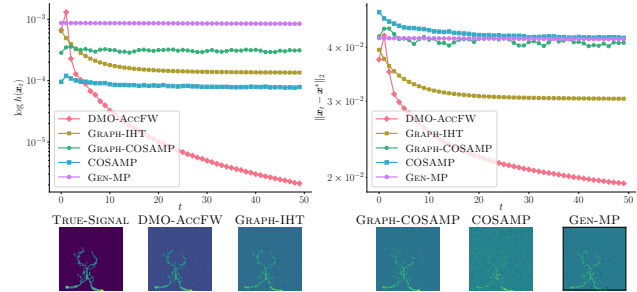 10⁻³
10⁻⁴
10⁻⁵
log h(xₜ)
DMO-AccFW
Graph-IHT
Graph-COSAMP
COSAMP
Gen-MP
0 10 20 30 40 50
t
4 × 10⁻²
3 × 10⁻²
2 × 10⁻²
‖xₜ − x*‖₂
DMO-AccFW
Graph-IHT
Graph-COSAMP
COSAMP
Gen-MP
0 10 20 30 40 50
t
True-Signal DMO-AccFW Graph-IHT Graph-COSAMP COSAMP Gen-MP